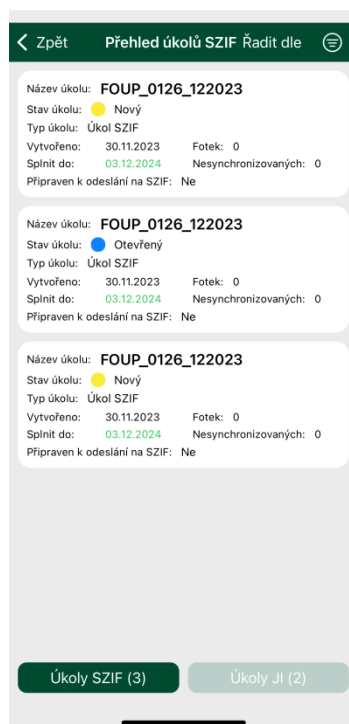 Zpět Přehled úkolů SZIF Řadit dle
Název úkolu: FOUP_0126_122023
Stav úkolu: Nový
Typ úkolu: Úkol SZIF
Vytvořeno: 30.11.2023 Fotek: 0
Splnit do: 03.12.2024 Nesynchronizovaných: 0
Připraven k odeslání na SZIF: Ne
Název úkolu: FOUP_0126_122023
Stav úkolu: Otevřený
Typ úkolu: Úkol SZIF
Vytvořeno: 30.11.2023 Fotek: 0
Splnit do: 03.12.2024 Nesynchronizovaných: 0
Připraven k odeslání na SZIF: Ne
Název úkolu: FOUP_0126_122023
Stav úkolu: Nový
Typ úkolu: Úkol SZIF
Vytvořeno: 30.11.2023 Fotek: 0
Splnit do: 03.12.2024 Nesynchronizovaných: 0
Připraven k odeslání na SZIF: Ne
Úkoly SZIF (3) Úkoly JI (2)